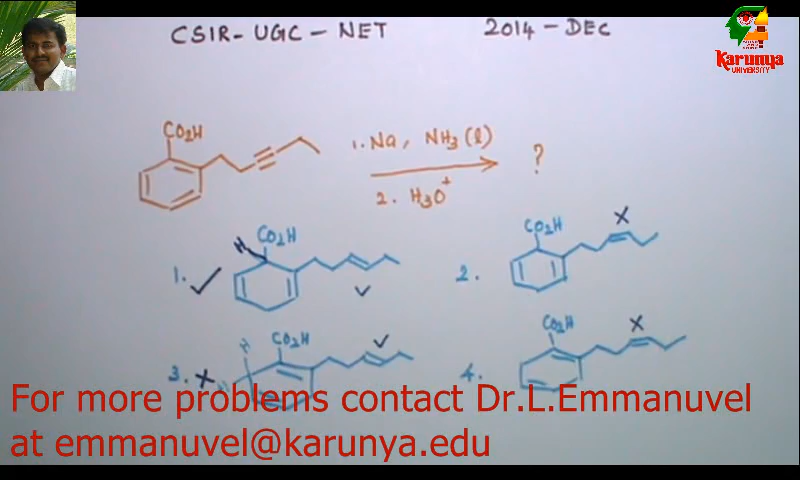 CSIR-UGC-NET 2014-DEC
Karunya
UNIVERSITY
CO2H
1. Na, NH3 (l)
2. H3O+
?
H CO2H
1.
CO2H
2.
H CO2H
3.
CO2H
4.
For more problems contact Dr.L.Emmanuvel
at emmanuvel@karunya.edu